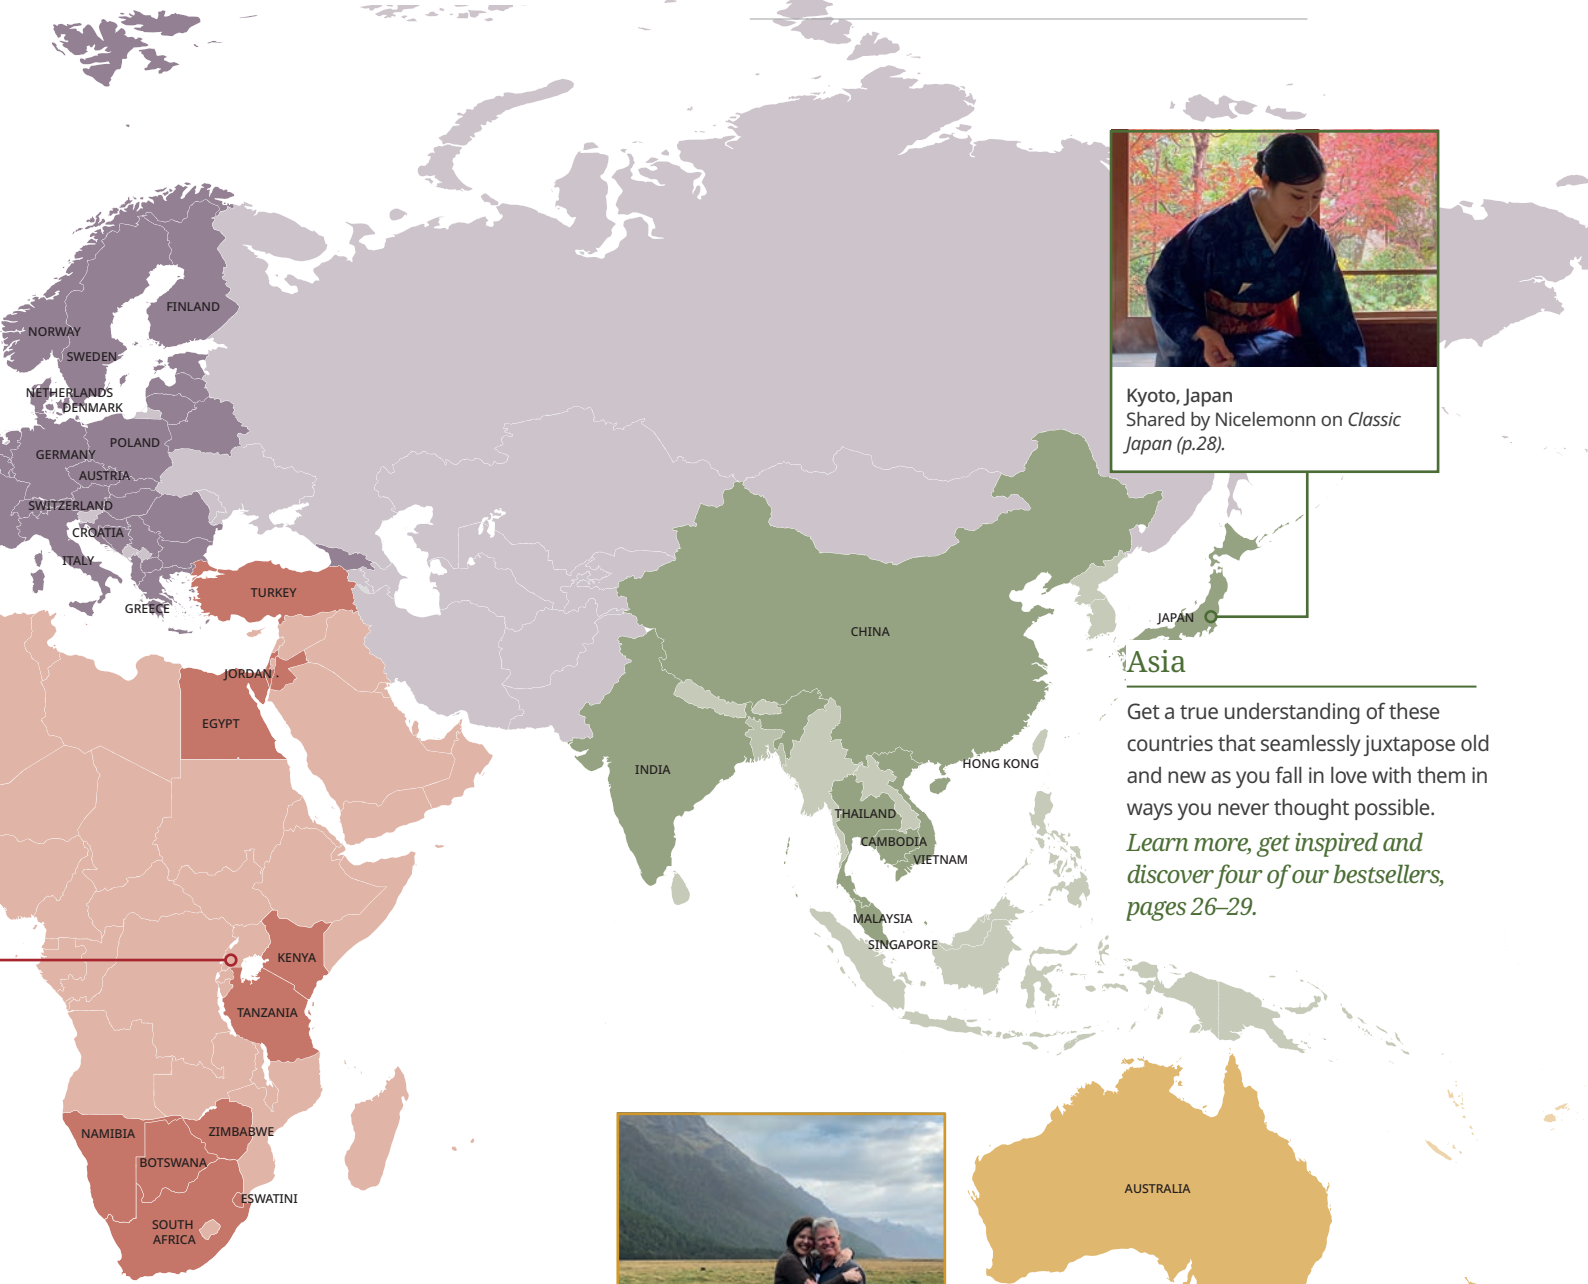 FINLAND
NORWAY
SWEDEN
NETHERLANDS
DENMARK
POLAND
GERMANY
AUSTRIA
SWITZERLAND
CROATIA
ITALY
GREECE
TURKEY
JORDAN
EGYPT
KENYA
TANZANIA
NAMIBIA
ZIMBABWE
BOTSWANA
ESWATINI
SOUTH
AFRICA
CHINA
INDIA
HONG KONG
THAILAND
CAMBODIA
VIETNAM
MALAYSIA
SINGAPORE
JAPAN
Kyoto, Japan
Shared by Nicelemonn on Classic
Japan (p.28).
Asia
Get a true understanding of these
countries that seamlessly juxtapose old
and new as you fall in love with them in
ways you never thought possible.
Learn more, get inspired and
discover four of our bestsellers,
pages 26–29.
AUSTRALIA